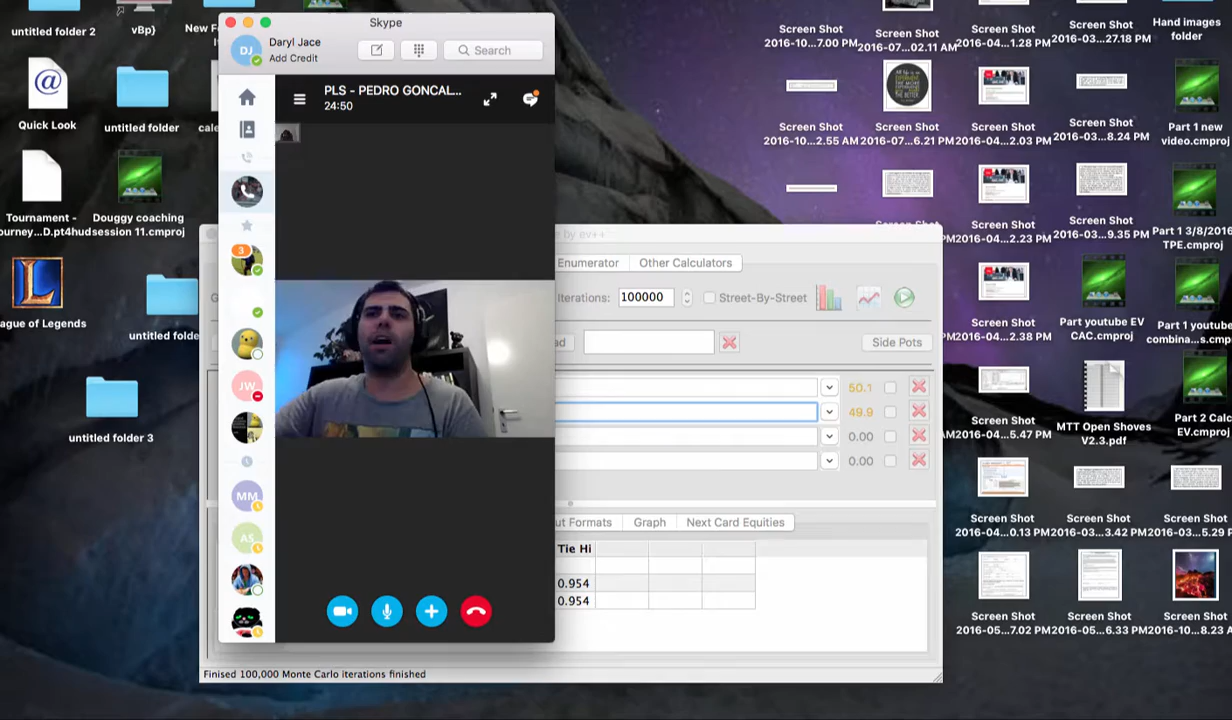 untitled folder 2
vBp}
New Fo
Quick Look
untitled folder
Tournament -
Douggy coaching
session 11.cmproj
ague of Legends
untitled folde
untitled folder 3
Skype
DJ
Daryl Jace
Add Credit
Search
PLS - PEDRO GONCAL...
24:50
3
JW
MM
AS
e by ev++
Enumerator
Other Calculators
Iterations:
100000
Street-By-Street
ad
Side Pots
50.1
49.9
0.00
0.00
ut Formats
Graph
Next Card Equities
Tie Hi
0.954
0.954
Finised 100,000 Monte Carlo iterations finished
Screen Shot
2016-10...7.00 PM
Screen Shot
2016-07...02.11 AM
Screen Shot
2016-04...1.28 PM
Screen Shot
2016-03...27.18 PM
Hand images
folder
Screen Shot
2016-10...2.55 AM
Screen Shot
2016-07...6.21 PM
Screen Shot
2016-04...2.03 PM
Screen Shot
2016-03...8.24 PM
Part 1 new
video.cmproj
Screen Shot
2016-04...2.23 PM
Screen Shot
2016-03...9.35 PM
Part 1 3/8/2016
TPE.cmproj
Screen Shot
2016-04...2.38 PM
Part youtube EV
CAC.cmproj
Part 1 youtube
combina...s.cmproj
Screen Shot
2016-04...5.47 PM
MTT Open Shoves
V2.3.pdf
Part 2 Calc
EV.cmproj
Screen Shot
2016-04...0.13 PM
Screen Shot
2016-03...3.42 PM
Screen Shot
2016-03...5.29 P
Screen Shot
2016-05...7.02 PM
Screen Shot
2016-05...6.33 PM
Screen Shot
2016-10...8.23 A